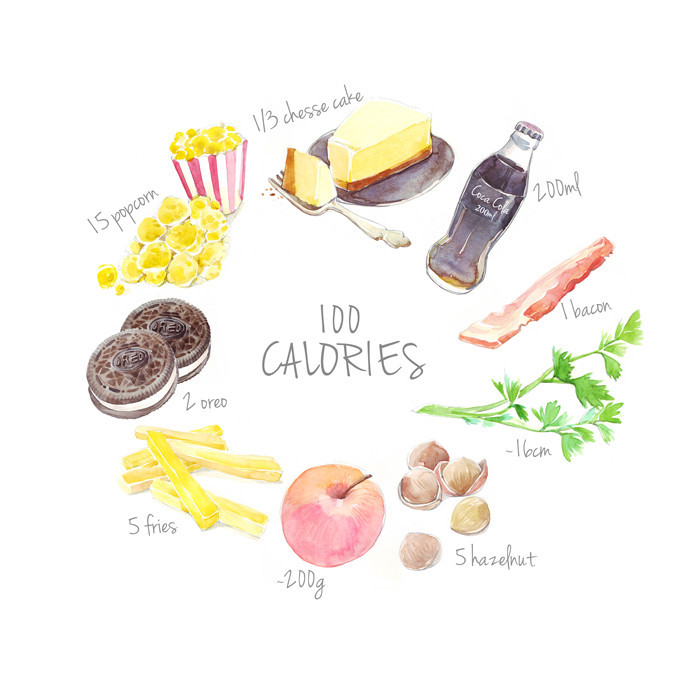 1/3 chesse cake
15 popcorn
Coca Cola
200ml
200ml
1 bacon
100
CALORIES
OREO
OREO
2 oreo
~16cm
5 fries
5 hazelnut
~200g